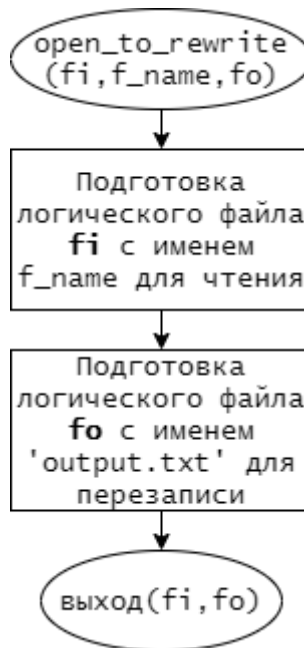 open_to_rewrite
(fi,f_name,fo)
Подготовка
логического файла
fi с именем
f_name для чтения
Подготовка
логического файла
fo с именем
'output.txt' для
перезаписи
выход(fi,fo)